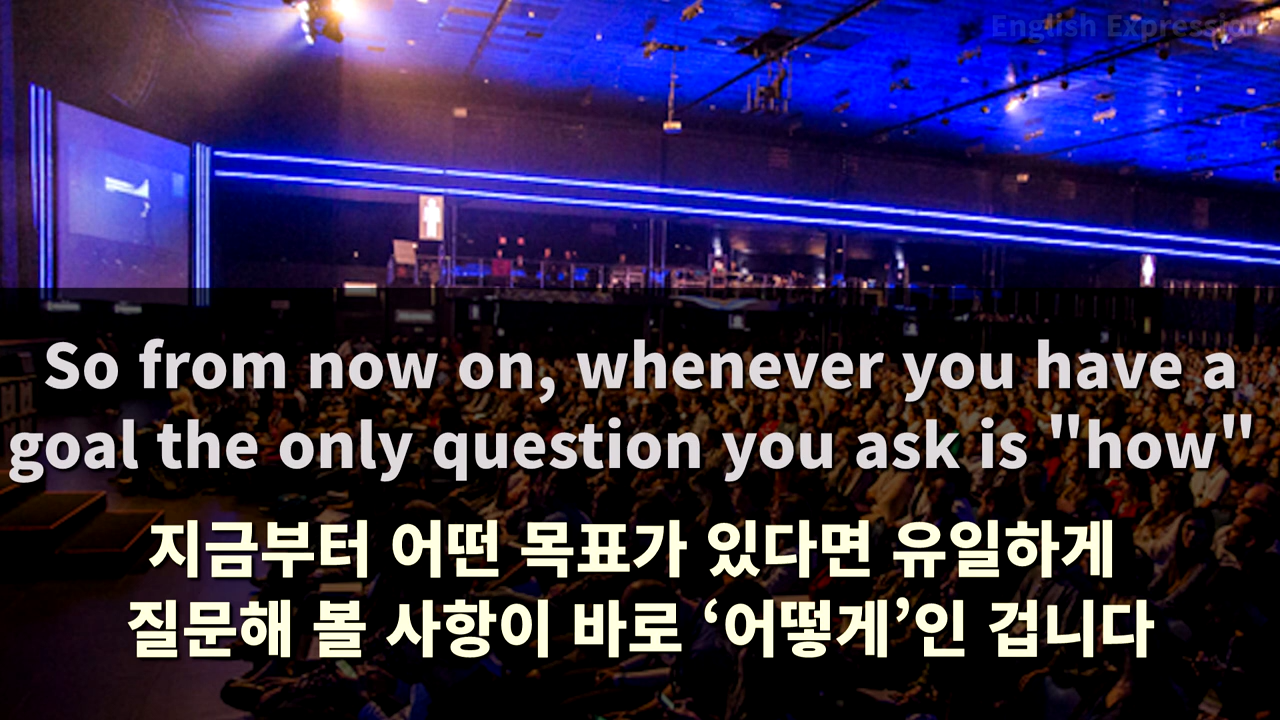 English Expression
So from now on, whenever you have a
goal the only question you ask is "how"
지금부터 어떤 목표가 있다면 유일하게
질문해 볼 사항이 바로 ‘어떻게’인 겁니다